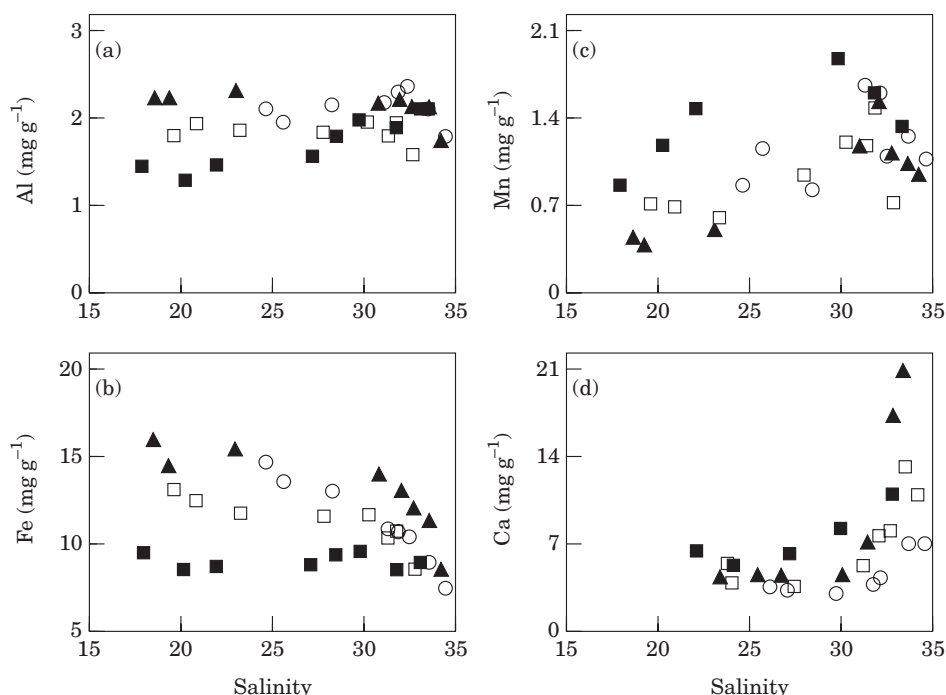 3
(a)
2
Al (mg g⁻¹)
1
0
15 20 25 30 35
2.1
(c)
1.4
Mn (mg g⁻¹)
0.7
0
15 20 25 30 35
20
(b)
15
Fe (mg g⁻¹)
10
5
15 20 25 30 35
Salinity
21
(d)
14
Ca (mg g⁻¹)
7
0
15 20 25 30 35
Salinity